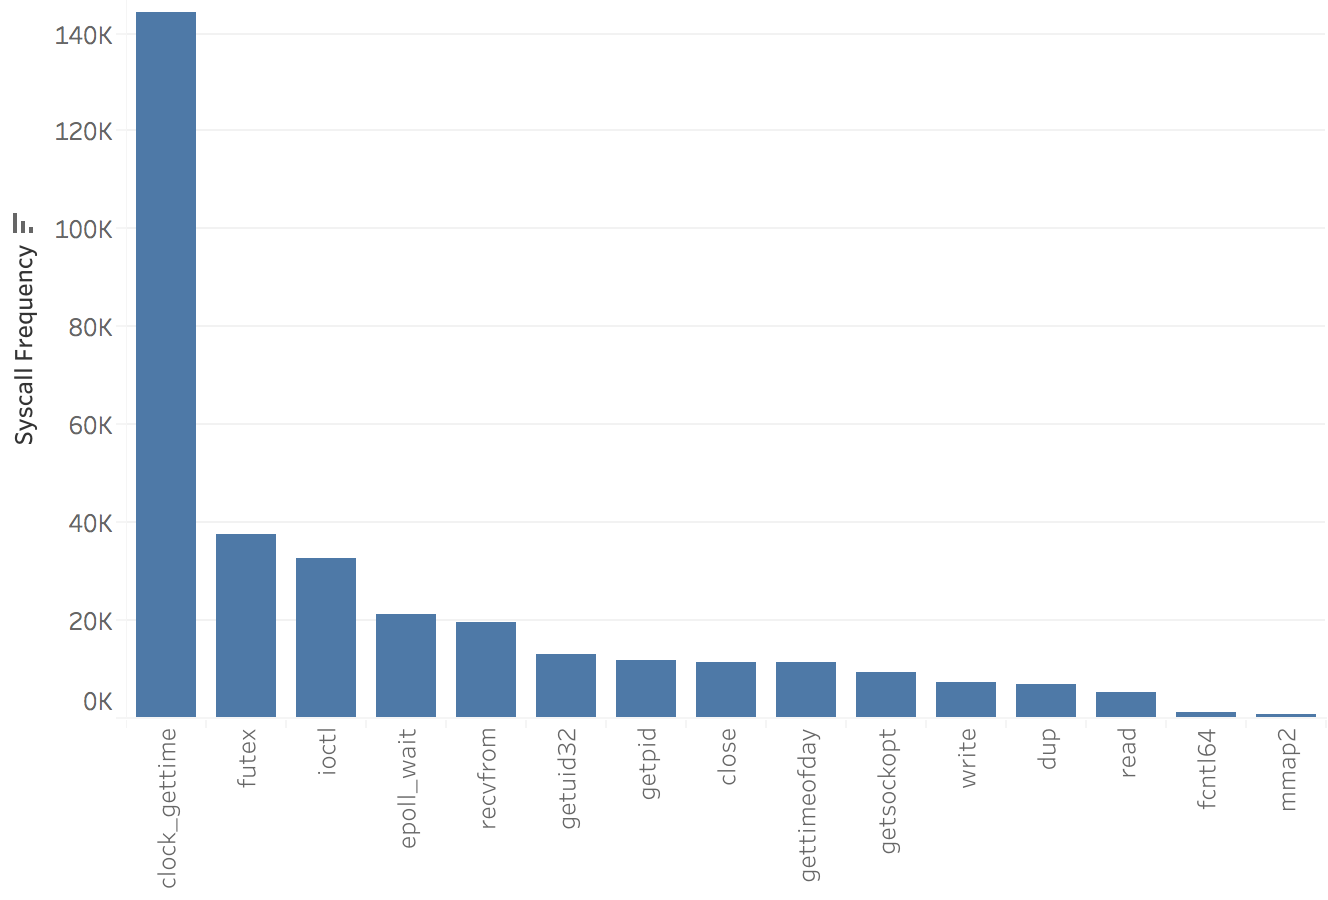 140K
120K
100K
80K
60K
40K
20K
0K
Syscall Frequency
clock_gettime
futex
ioctl
epoll_wait
recvfrom
getuid32
getpid
close
gettimeofday
getsockopt
write
dup
read
fcntl64
mmap2